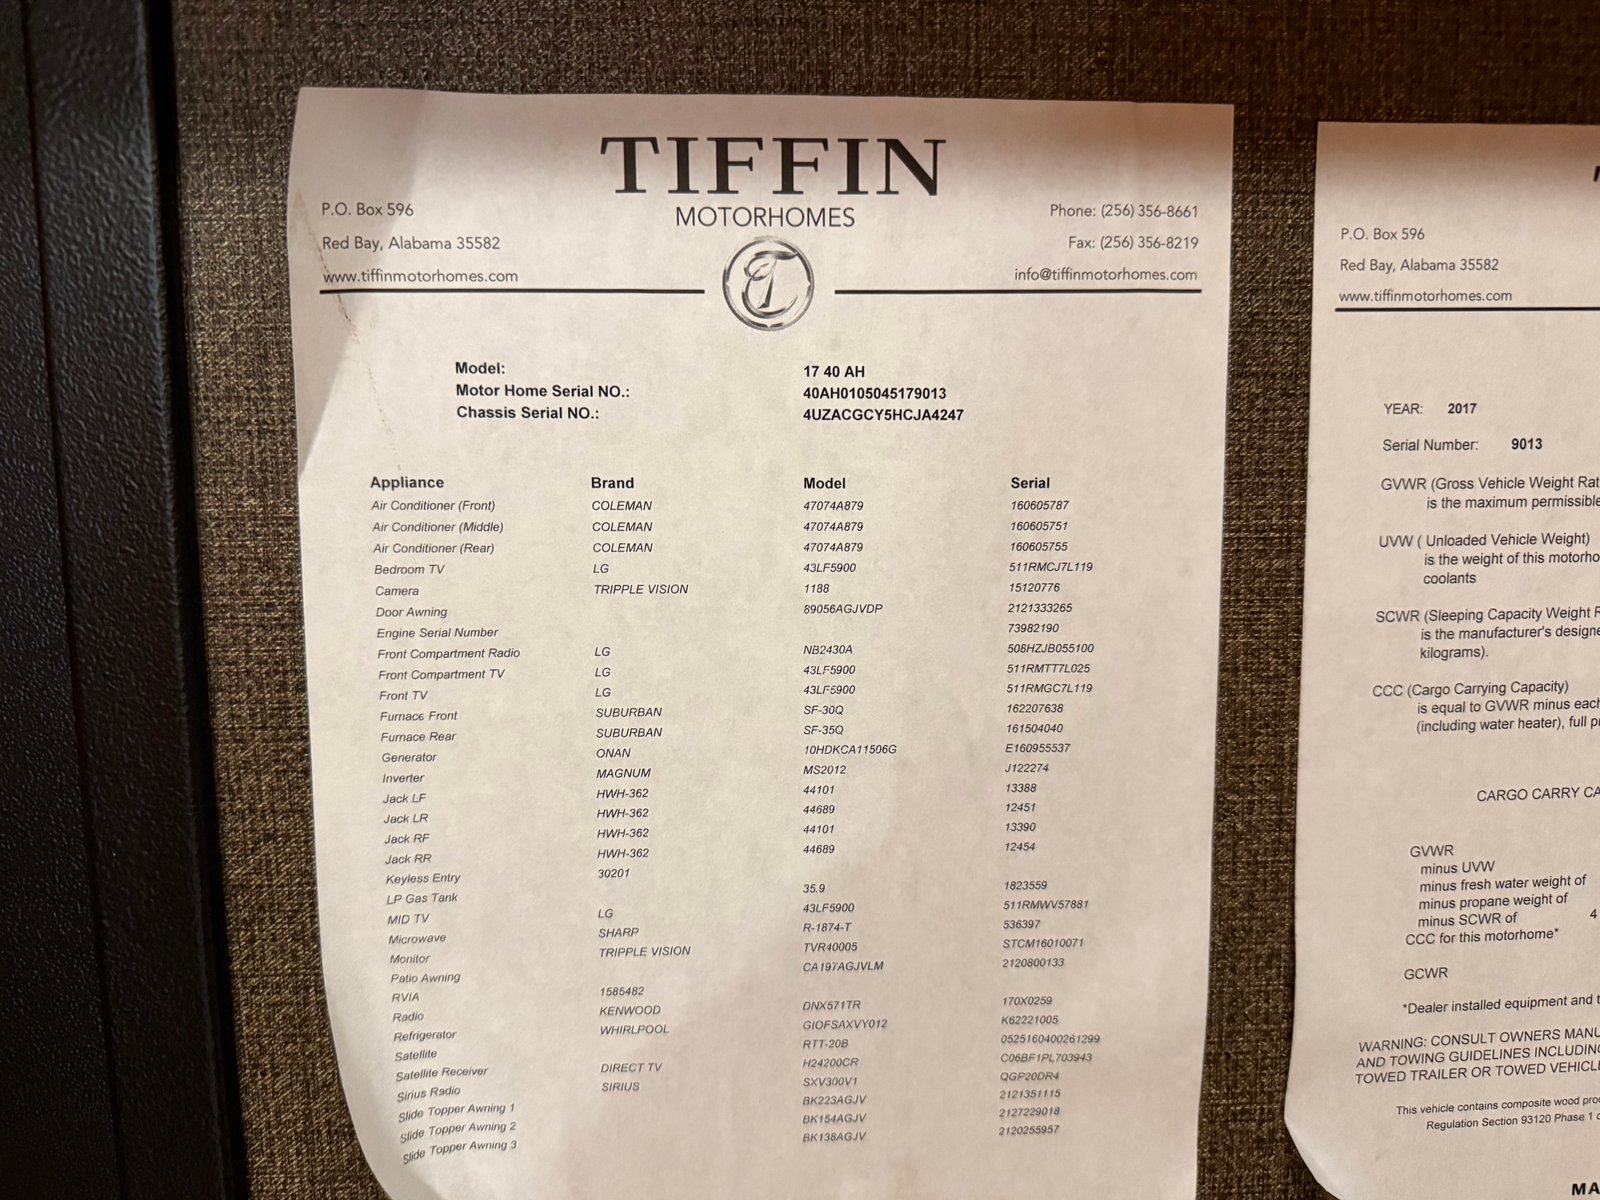 TIFFIN
MOTORHOMES
P.O. Box 596
Red Bay, Alabama 35582
www.tiffinmotorhomes.com
Phone: (256) 356-8661
Fax: (256) 356-8219
info@tiffinmotorhomes.com
Model: 17 40 AH
Motor Home Serial NO.: 40AH0105045179013
Chassis Serial NO.: 4UZACGCY5HCJA4247
Appliance Brand Model Serial
Air Conditioner (Front) COLEMAN 47074A879 160605787
Air Conditioner (Middle) COLEMAN 47074A879 160605751
Air Conditioner (Rear) COLEMAN 47074A879 160605755
Bedroom TV LG 43LF5900 511RMCJ7L119
Camera TRIPPLE VISION 1188 15120776
Door Awning 89056AGJVDP 2121333265
Engine Serial Number 73982190
Front Compartment Radio LG NB2430A 508HZJB055100
Front Compartment TV LG 43LF5900 511RMTT7L025
Front TV LG 43LF5900 511RMGC7L119
Furnace Front SUBURBAN SF-30Q 162207638
Furnace Rear SUBURBAN SF-35Q 161504040
Generator ONAN 10HDKCA11506G E160955537
Inverter MAGNUM MS2012 J122274
Jack LF HWH-362 44101 13388
Jack LR HWH-362 44689 12451
Jack RF HWH-362 44101 13390
Jack RR HWH-362 44689 12454
Keyless Entry 30201
LP Gas Tank 35.9 1823559
MID TV LG 43LF5900 511RMWV57881
Microwave SHARP R-1874-T 536397
Monitor TRIPPLE VISION TVR40005 STCM16010071
Patio Awning CA197AGJVLM 2120800133
RVIA 1585482
Radio KENWOOD DNX571TR 170X0259
Refrigerator WHIRLPOOL GIOFSAXVY012 K62221005
Satellite RTT-20B 0525160400261299
Satellite Receiver DIRECT TV H24200CR C06BF1PL703943
Sirius Radio SIRIUS SXV300V1 QGP20DR4
Slide Topper Awning 1 BK223AGJV 2121351115
Slide Topper Awning 2 BK154AGJV 2127229018
Slide Topper Awning 3 BK138AGJV 2120255957
P.O. Box 596
Red Bay, Alabama 35582
www.tiffinmotorhomes.com
YEAR: 2017
Serial Number: 9013
GVWR (Gross Vehicle Weight Rat
is the maximum permissible
UVW ( Unloaded Vehicle Weight)
is the weight of this motorho
coolants
SCWR (Sleeping Capacity Weight R
is the manufacturer's designe
kilograms).
CCC (Cargo Carrying Capacity)
is equal to GVWR minus eac
(including water heater), full p
CARGO CARRY CA
GVWR
minus UVW
minus fresh water weight of
minus propane weight of
minus SCWR of 4
CCC for this motorhome*
GCWR
*Dealer installed equipment and t
WARNING: CONSULT OWNERS MANU
AND TOWING GUIDELINES INCLUDING
TOWED TRAILER OR TOWED VEHICLE
This vehicle contains composite wood pro
Regulation Section 93120 Phase 1
MA